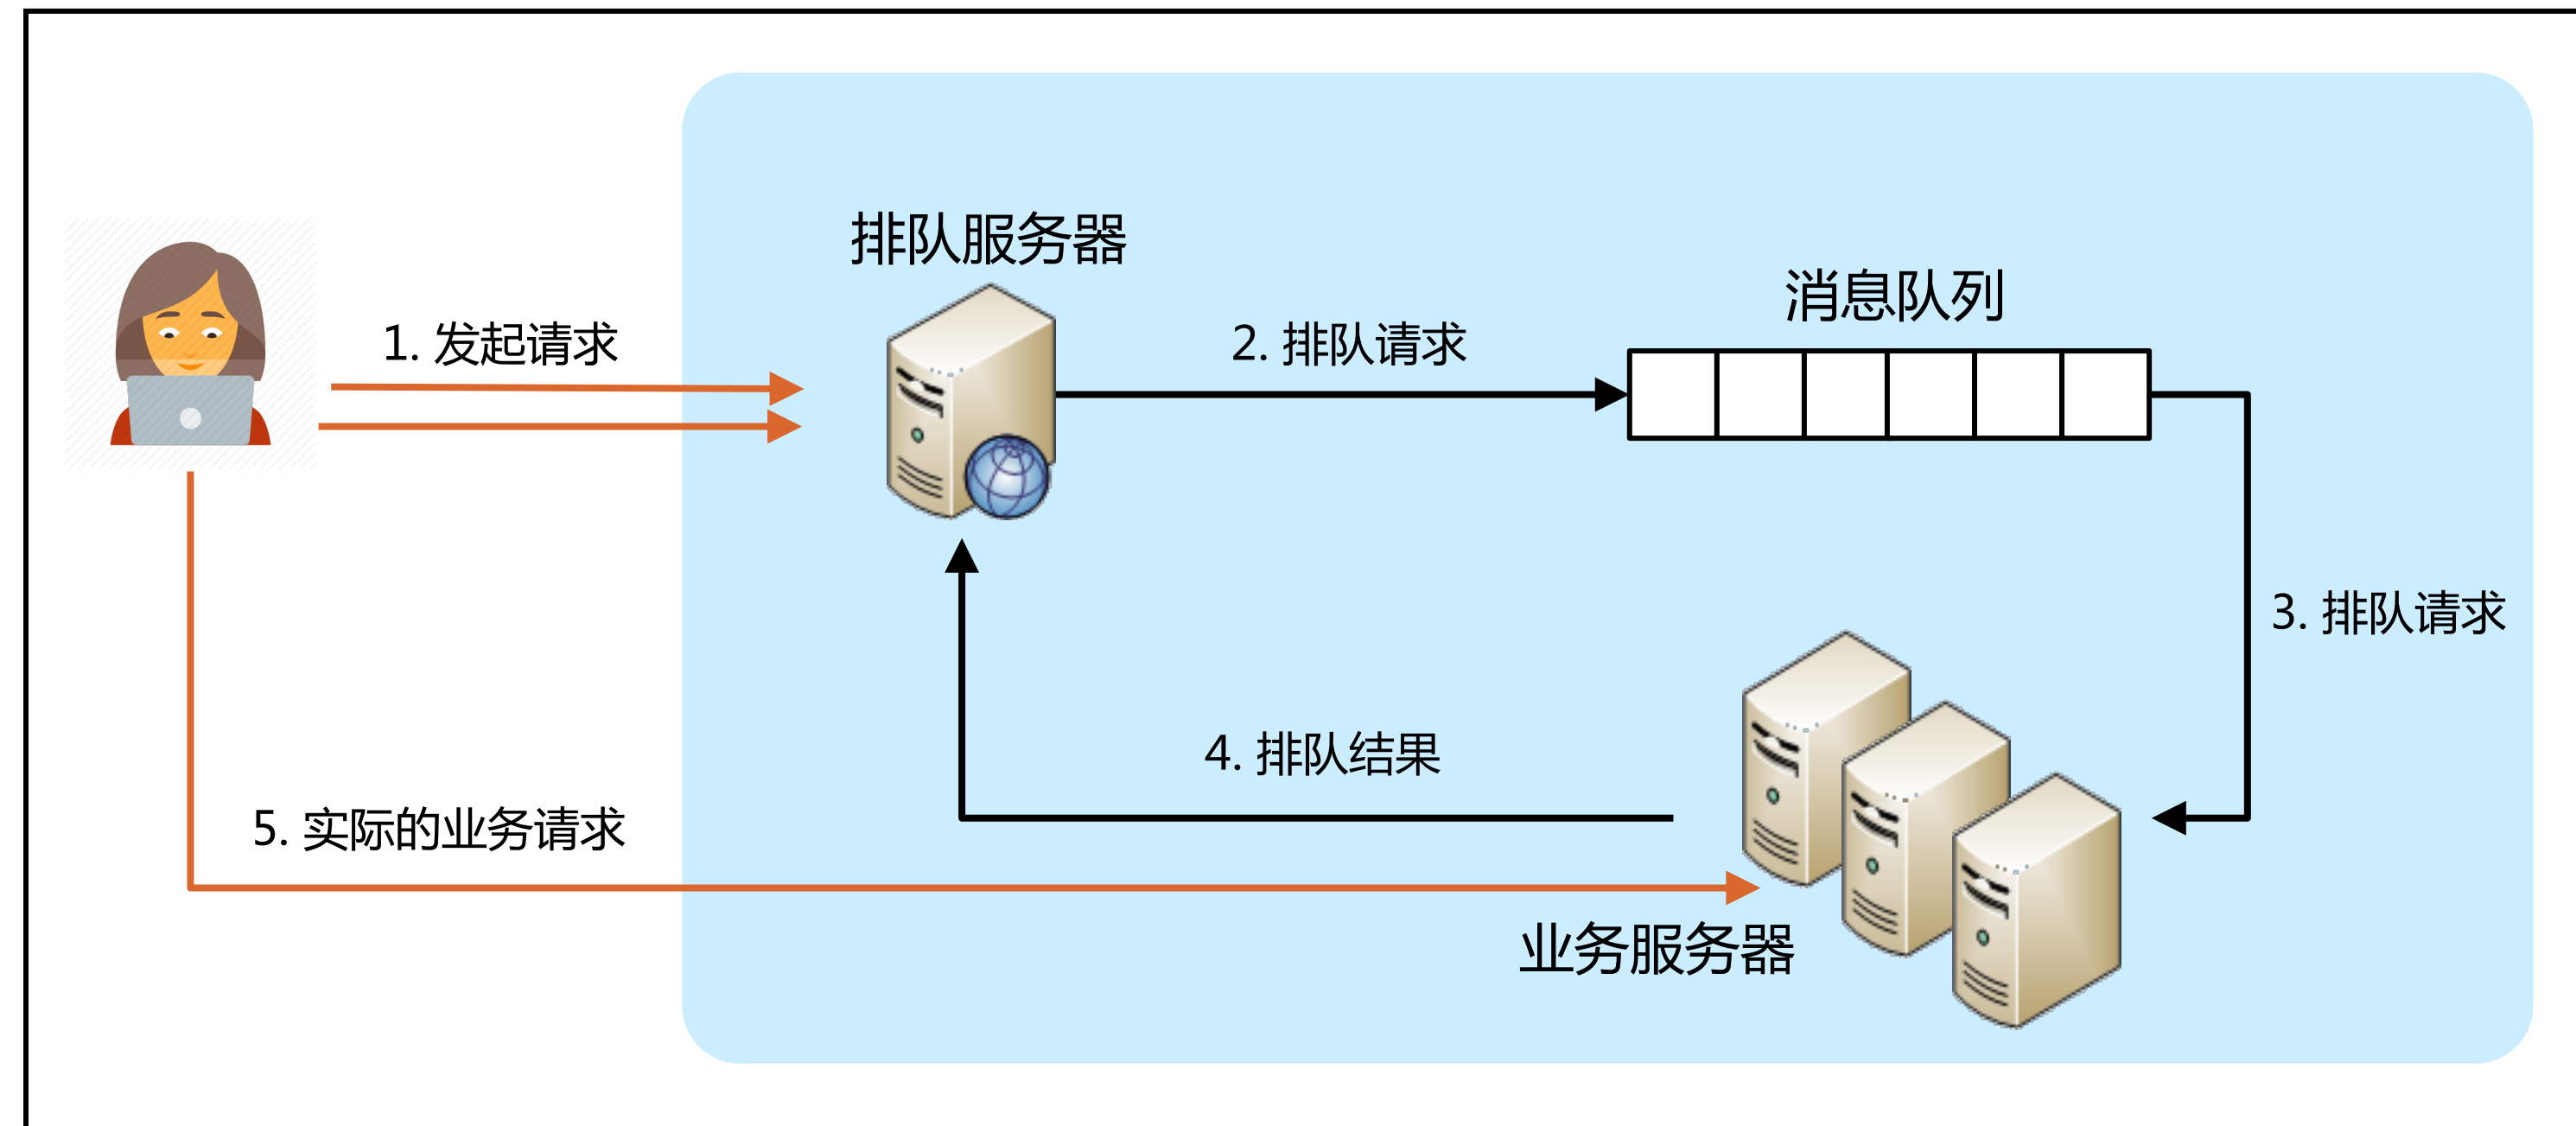 排队服务器
消息队列
1. 发起请求
2. 排队请求
3. 排队请求
4. 排队结果
5. 实际的业务请求
业务服务器